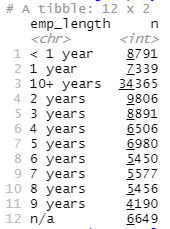 # A tibble: 12 x 2
emp_length n
<chr> <int>
1 < 1 year 8791
2 1 year 7339
3 10+ years 34365
4 2 years 9806
5 3 years 8891
6 4 years 6506
7 5 years 6980
8 6 years 5450
9 7 years 5577
10 8 years 5456
11 9 years 4190
12 n/a 6649